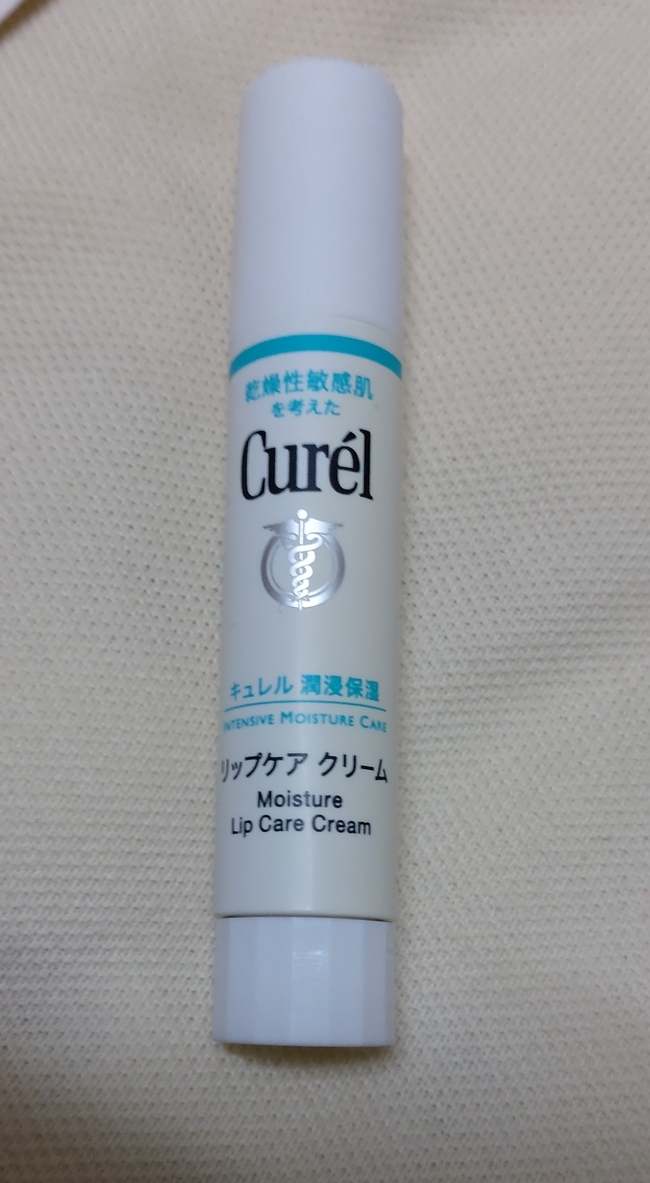 乾燥性敏感肌
を考えた
Curél
キュレル 潤浸保湿
INTENSIVE MOISTURE CARE
リップケア クリーム
Moisture
Lip Care Cream